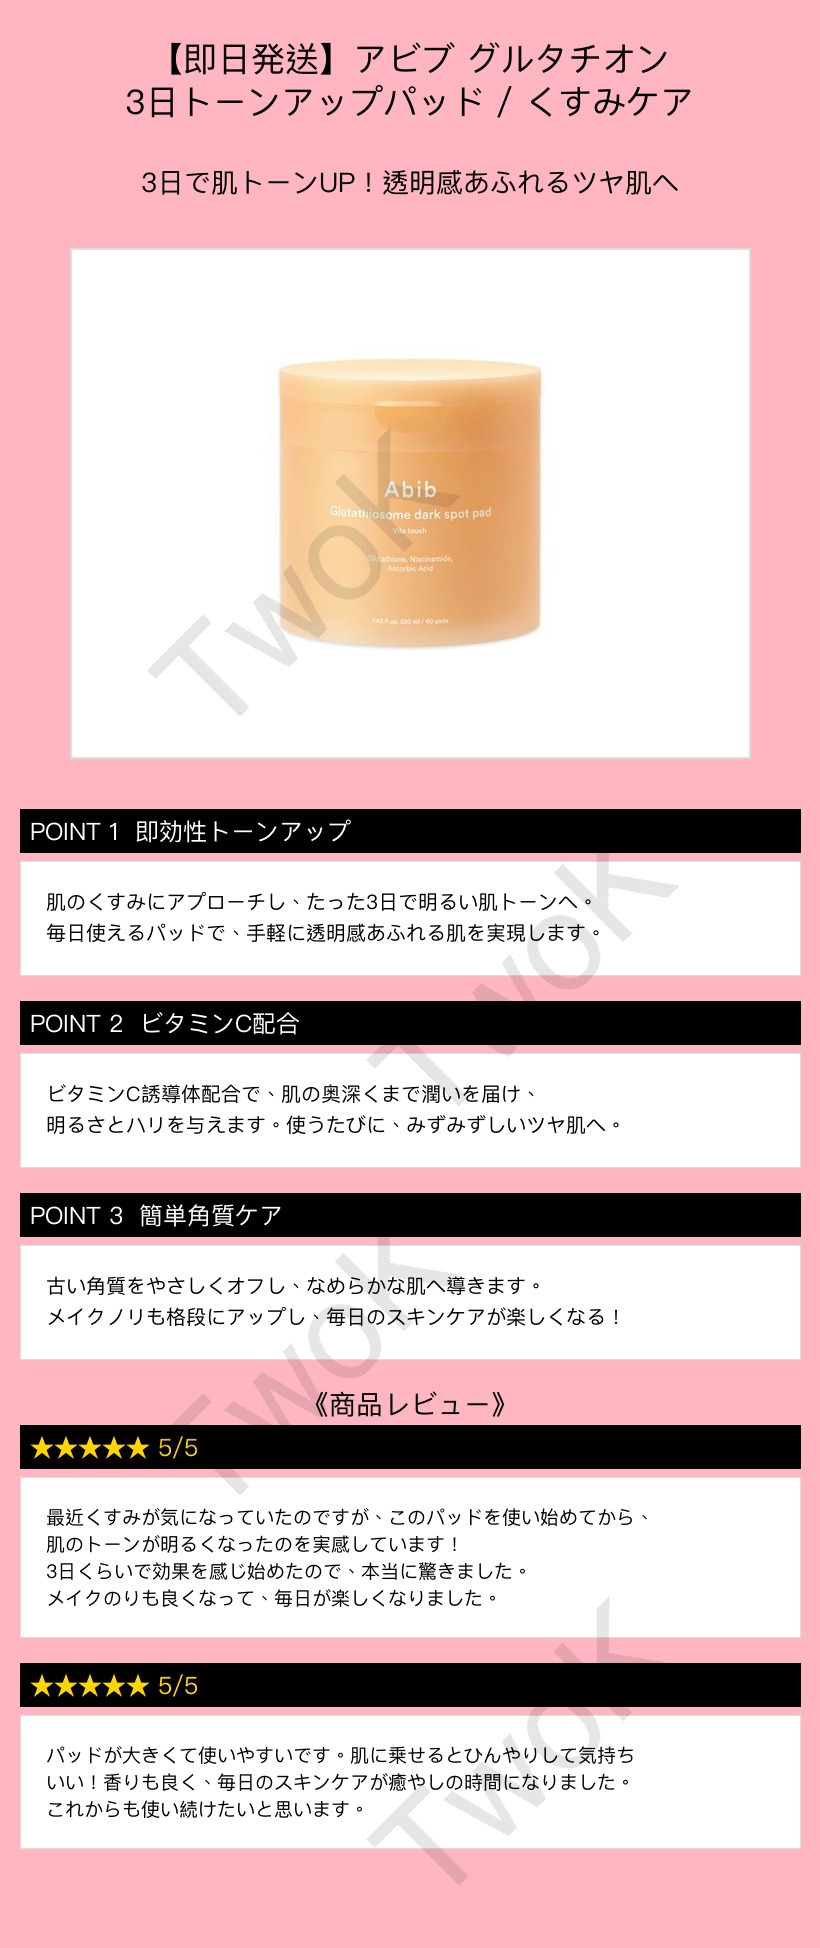 【即日発送】アビブ グルタチオン
3日トーンアップパッド / くすみケア
3日で肌トーンUP！透明感あふれるツヤ肌へ
Abib
Glutathiosome dark spot pad
Vita touch
Glutathione, Niacinamide,
Ascorbic Acid
7.43 fl.oz. 220 ml / 60 pads
TwoK
POINT 1 即効性トーンアップ
肌のくすみにアプローチし、たった3日で明るい肌トーンへ。
毎日使えるパッドで、手軽に透明感あふれる肌を実現します。
TwoK
POINT 2 ビタミンC配合
ビタミンC誘導体配合で、肌の奥深くまで潤いを届け、
明るさとハリを与えます。使うたびに、みずみずしいツヤ肌へ。
POINT 3 簡単角質ケア
古い角質をやさしくオフし、なめらかな肌へ導きます。
メイクノリも格段にアップし、毎日のスキンケアが楽しくなる！
TwoK
《商品レビュー》
★★★★★ 5/5
最近くすみが気になっていたのですが、このパッドを使い始めてから、
肌のトーンが明るくなったのを実感しています！
3日くらいで効果を感じ始めたので、本当に驚きました。
メイクのりも良くなって、毎日が楽しくなりました。
★★★★★ 5/5
パッドが大きくて使いやすいです。肌に乗せるとひんやりして気持ち
いい！香りも良く、毎日のスキンケアが癒やしの時間になりました。
これからも使い続けたいと思います。
TwoK